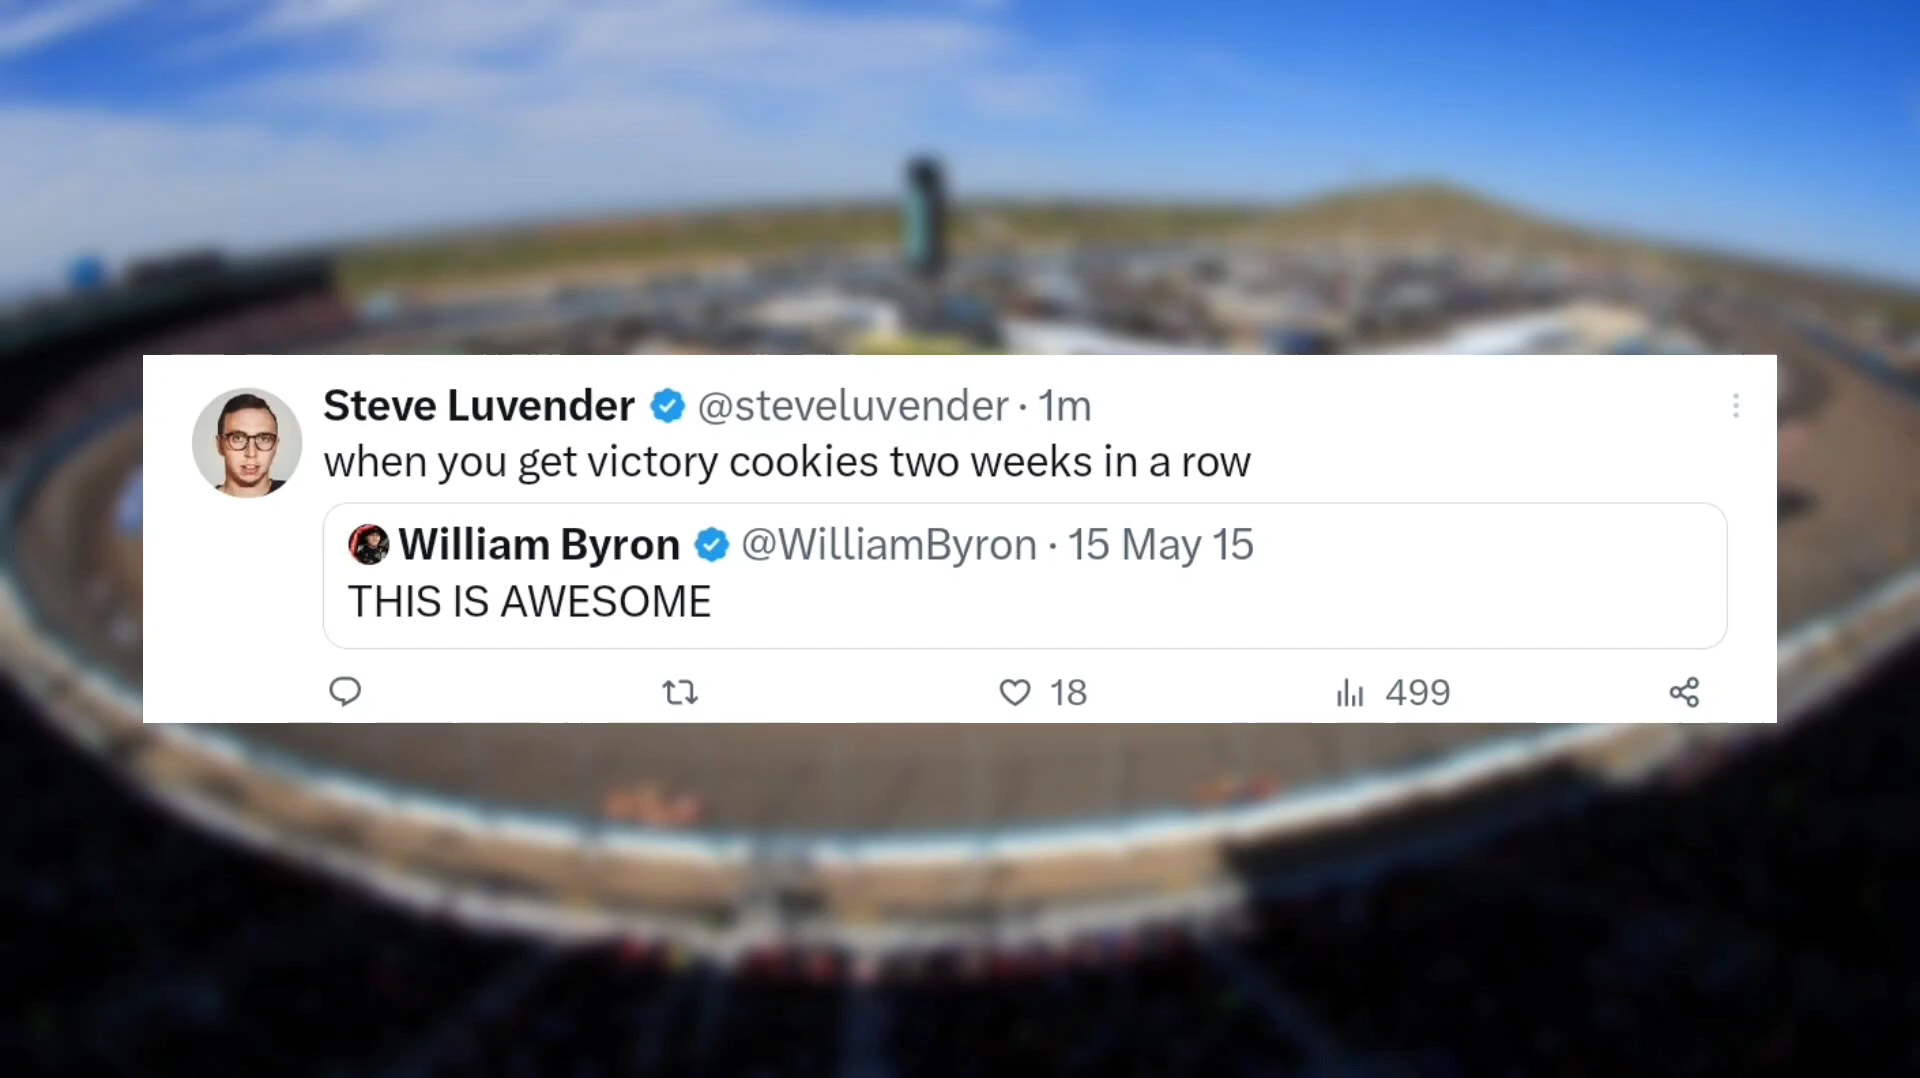 Steve Luvender @steveluvender · 1m
when you get victory cookies two weeks in a row
William Byron @WilliamByron · 15 May 15
THIS IS AWESOME
18 499